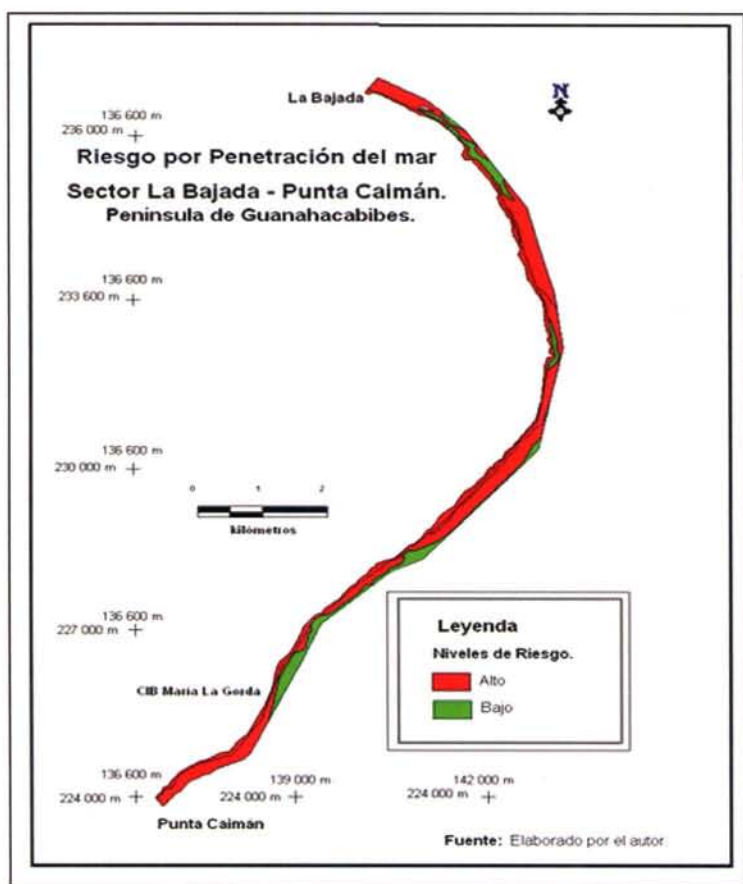 La Bajada
N
136 600 m
236 000 m
Riesgo por Penetración del mar
Sector La Bajada - Punta Caimán.
Península de Guanahacabibes.
136 600 m
233 600 m
136 600 m
230 000 m
0 1 2
kilómetros
136 600 m
227 000 m
Leyenda
Niveles de Riesgo.
Alto
Bajo
CIB María La Gorda
136 600 m
224 000 m
139 000 m
224 000 m
142 000 m
224 000 m
Punta Caimán
Fuente: Elaborado por el autor